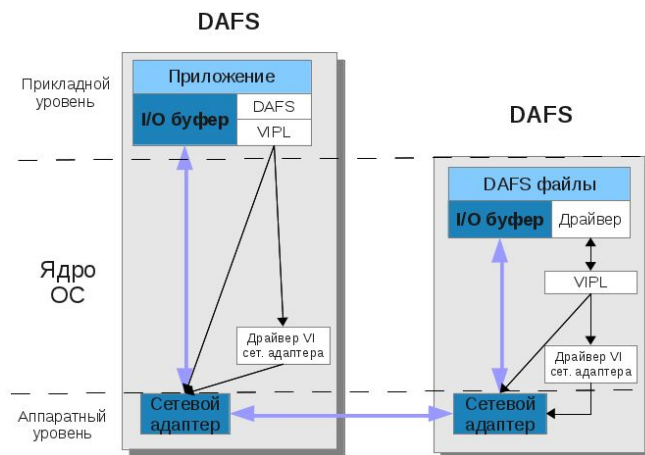 DAFS
Прикладной
уровень
Приложение
I/O буфер
DAFS
VIPL
DAFS
DAFS файлы
I/O буфер
Драйвер
Ядро
ОС
VIPL
Драйвер VI
сет. адаптера
Драйвер VI
сет. адаптера
Аппаратный
уровень
Сетевой
адаптер
Сетевой
адаптер